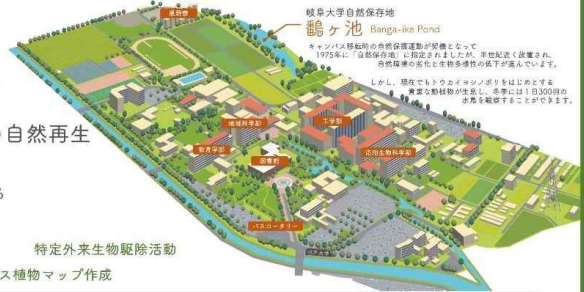 岐阜大学自然保存地
鶴ヶ池 Banga-ike Pond
キャンパス移転時の自然保護運動が契機となって
1975年に「自然保存地」に指定されましたが、半世紀近く放置され、
自然環境の劣化と生物多様性の低下が進んでいます。
しかし、現在でもトウカイヨシノボリをはじめとする
貴重な動植物が生息し、冬季には1日300羽の
水鳥を観察することができます。
地域科学部
工学部
教育学部
図書館
応用生物科学部
バスロータリー
自然再生
特定外来生物駆除活動
ス植物マップ作成